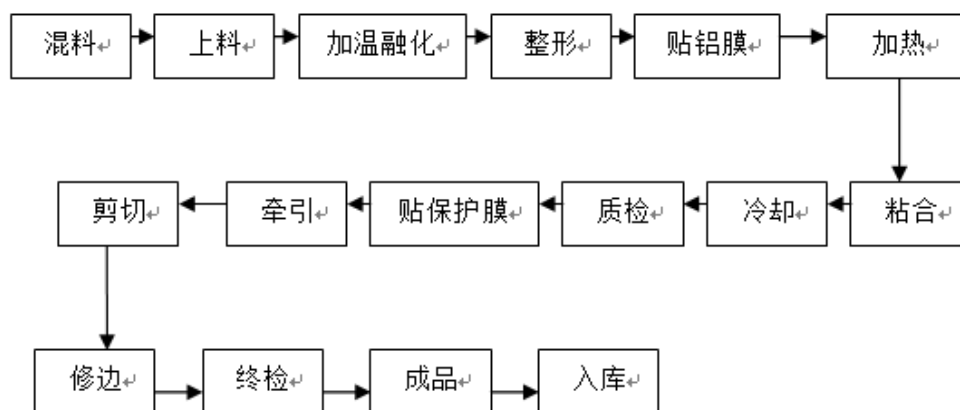 混料 上料 加温融化 整形 贴铝膜 加热
剪切 牵引 贴保护膜 质检 冷却 粘合
修边 终检 成品 入库